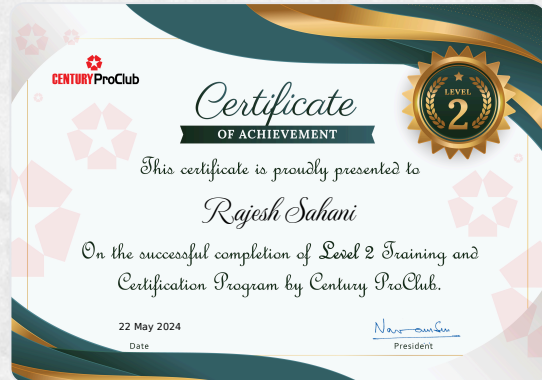 CENTURY ProClub
LEVEL
2
Certificate
OF ACHIEVEMENT
This certificate is proudly presented to
Rajesh Sahani
On the successful completion of Level 2 Training and
Certification Program by Century ProClub.
22 May 2024
Date
President